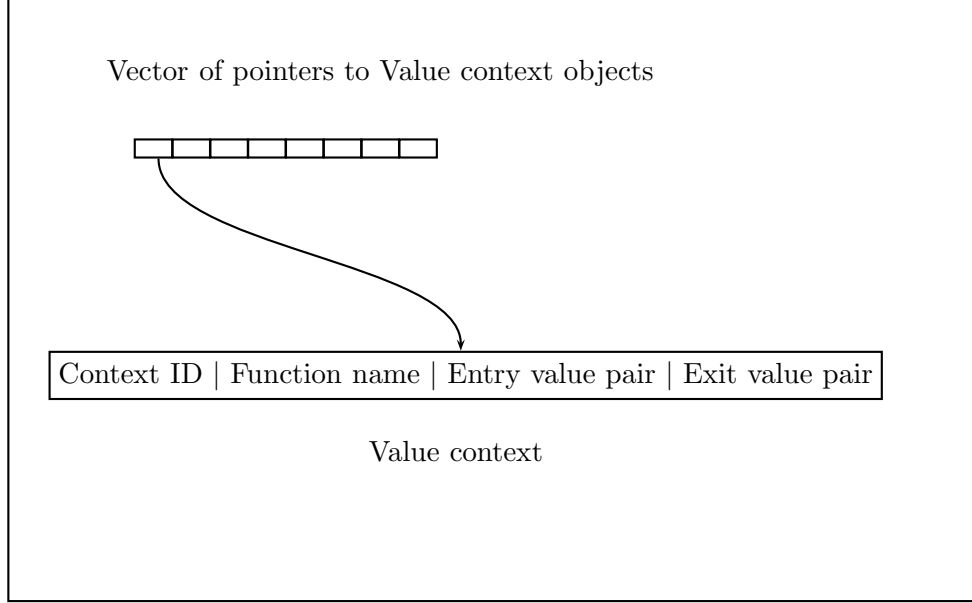 Vector of pointers to Value context objects
Context ID | Function name | Entry value pair | Exit value pair
Value context